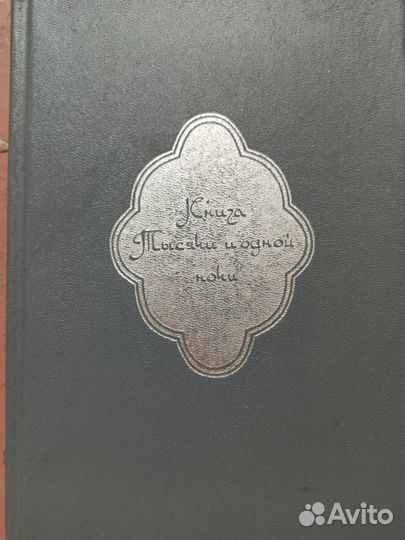 Книга
Тысячи и одной
ночи
Avito